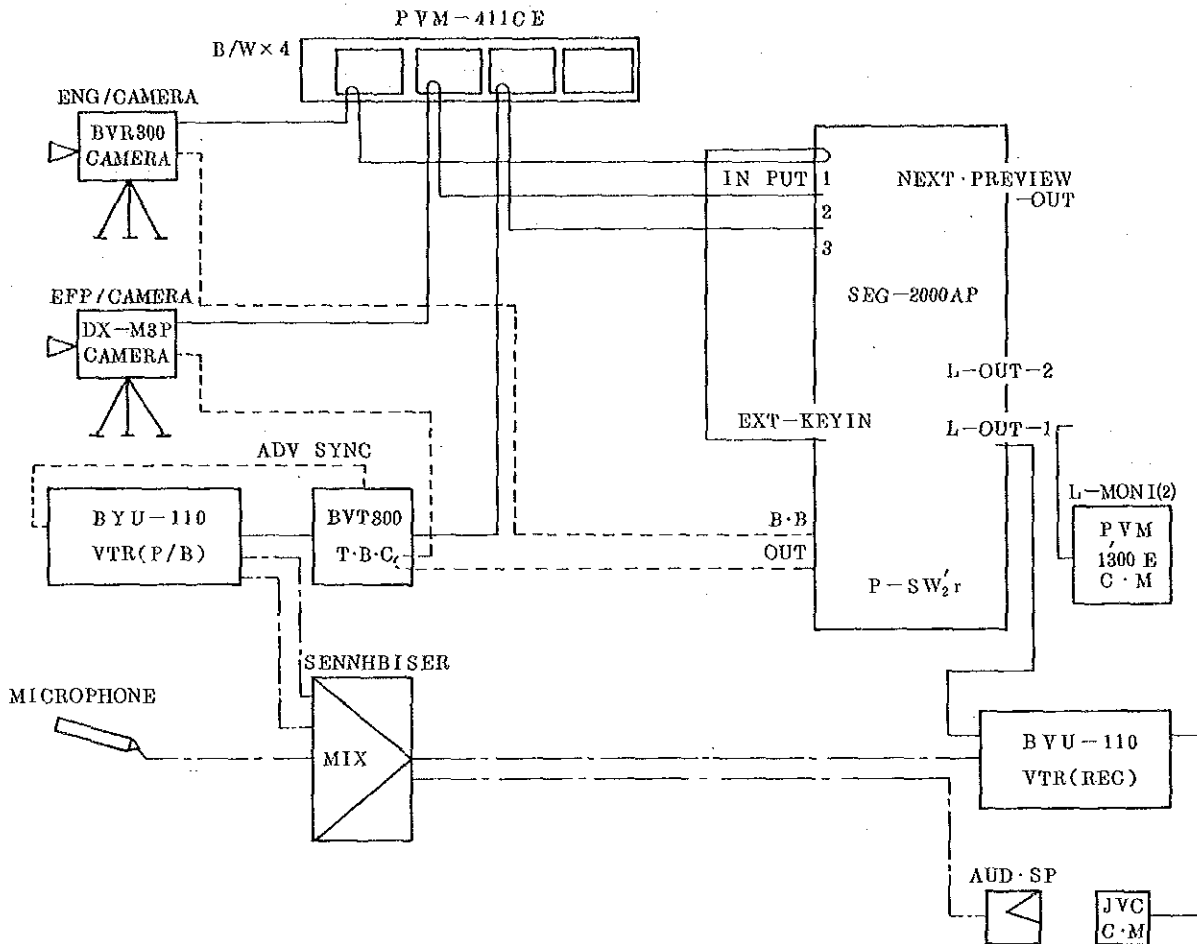 PVM-411CE
B/W×4
ENG/CAMERA
BVR300
CAMERA
IN PUT
1
2
3
NEXT·PREVIEW
-OUT
SEG-2000AP
EFP/CAMERA
DX-M3P
CAMERA
L-OUT-2
EXT-KEYIN
L-OUT-1
ADV SYNC
L-MONI(2)
BYU-110
VTR(P/B)
BVT800
T·B·C
B·B
OUT
PVM
1300E
C·M
P-SW'2r
SENNHBISER
MICROPHONE
MIX
BVU-110
VTR(REC)
AUD·SP
JVC
C·M